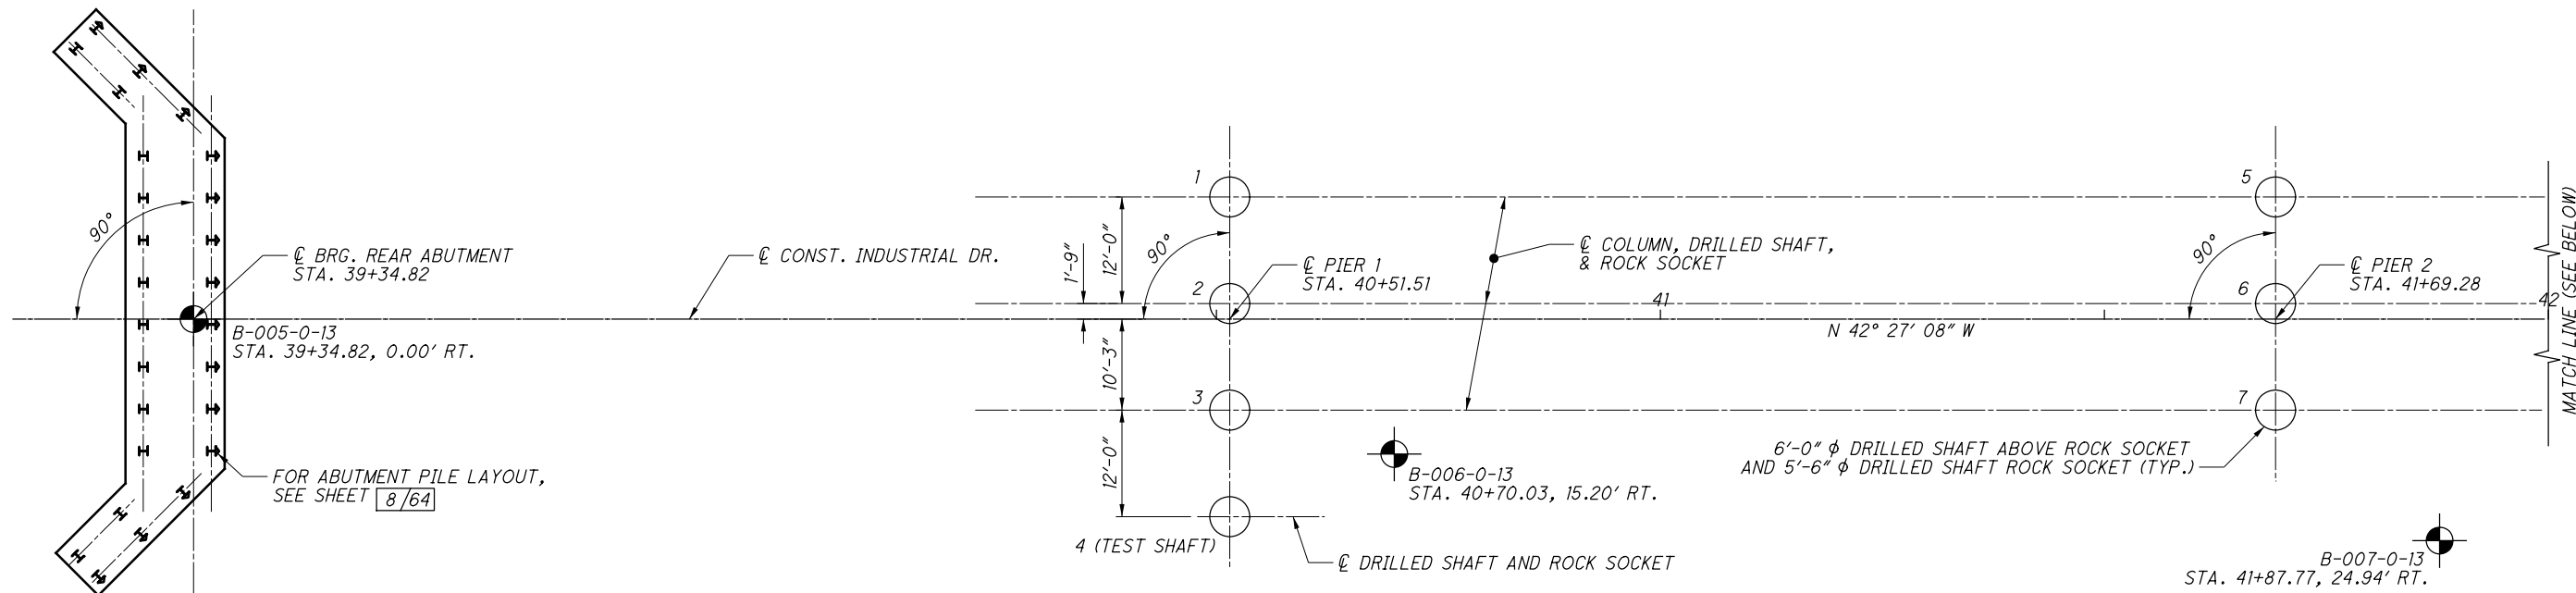 90°
℄ BRG. REAR ABUTMENT
STA. 39+34.82
B-005-0-13
STA. 39+34.82, 0.00' RT.
FOR ABUTMENT PILE LAYOUT,
SEE SHEET 8/64
℄ CONST. INDUSTRIAL DR.
1'-9"
12'-0"
90°
10'-3"
12'-0"
1
2
3
4 (TEST SHAFT)
℄ PIER 1
STA. 40+51.51
℄ COLUMN, DRILLED SHAFT,
& ROCK SOCKET
41
N 42° 27' 08" W
B-006-0-13
STA. 40+70.03, 15.20' RT.
℄ DRILLED SHAFT AND ROCK SOCKET
5
6
7
90°
℄ PIER 2
STA. 41+69.28
42
6'-0" ϕ DRILLED SHAFT ABOVE ROCK SOCKET
AND 5'-6" ϕ DRILLED SHAFT ROCK SOCKET (TYP.)
B-007-0-13
STA. 41+87.77, 24.94' RT.
MATCH LINE (SEE BELOW)